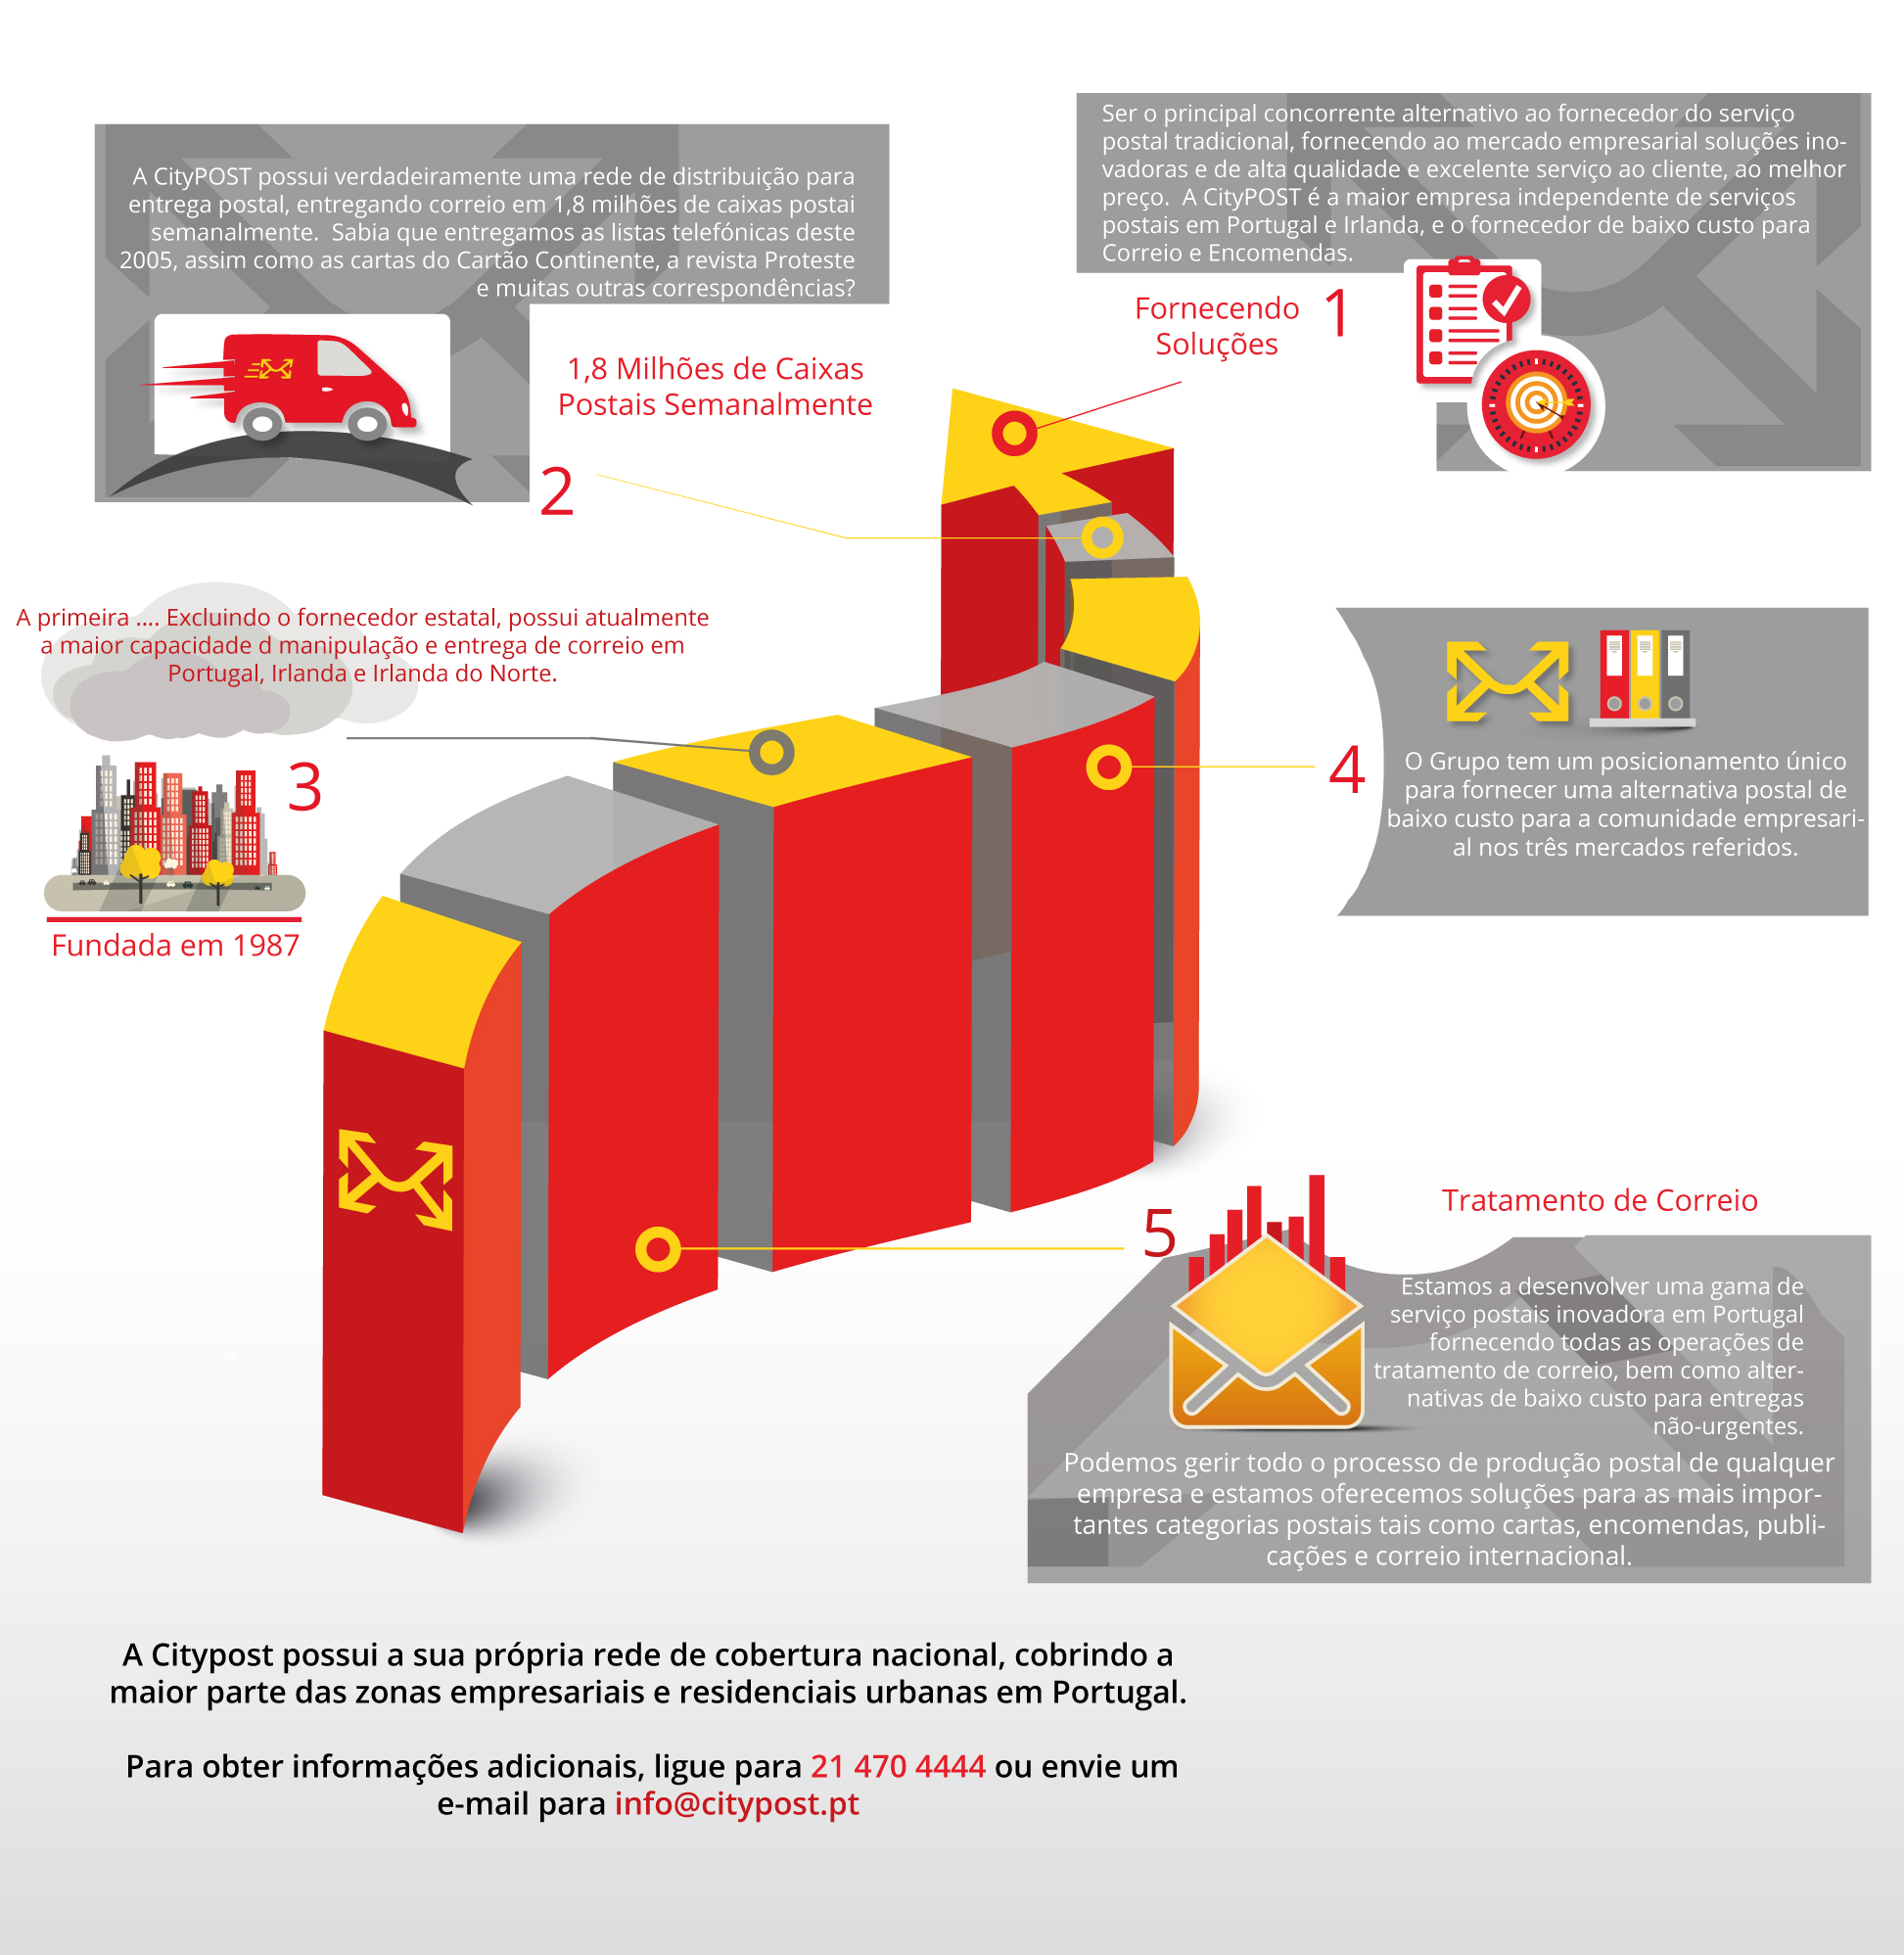 Ser o principal concorrente alternativo ao fornecedor do serviço
postal tradicional, fornecendo ao mercado empresarial soluções ino-
vadoras e de alta qualidade e excelente serviço ao cliente, ao melhor
preço.  A CityPOST é a maior empresa independente de serviços
postais em Portugal e Irlanda, e o fornecedor de baixo custo para
Correio e Encomendas.
Fornecendo
Soluções
1
A CityPOST possui verdadeiramente uma rede de distribuição para
entrega postal, entregando correio em 1,8 milhões de caixas postai
semanalmente.  Sabia que entregamos as listas telefónicas deste
2005, assim como as cartas do Cartão Continente, a revista Proteste
e muitas outras correspondências?
1,8 Milhões de Caixas
Postais Semanalmente
2
A primeira .... Excluindo o fornecedor estatal, possui atualmente
a maior capacidade d manipulação e entrega de correio em
Portugal, Irlanda e Irlanda do Norte.
3
Fundada em 1987
4
O Grupo tem um posicionamento único
para fornecer uma alternativa postal de
baixo custo para a comunidade empresari-
al nos três mercados referidos.
5
Tratamento de Correio
Estamos a desenvolver uma gama de
serviço postais inovadora em Portugal
fornecendo todas as operações de
tratamento de correio, bem como alter-
nativas de baixo custo para entregas
não-urgentes.
Podemos gerir todo o processo de produção postal de qualquer
empresa e estamos oferecemos soluções para as mais impor-
tantes categorias postais tais como cartas, encomendas, publi-
cações e correio internacional.
A Citypost possui a sua própria rede de cobertura nacional, cobrindo a
maior parte das zonas empresariais e residenciais urbanas em Portugal.
Para obter informações adicionais, ligue para 21 470 4444 ou envie um
e-mail para info@citypost.pt